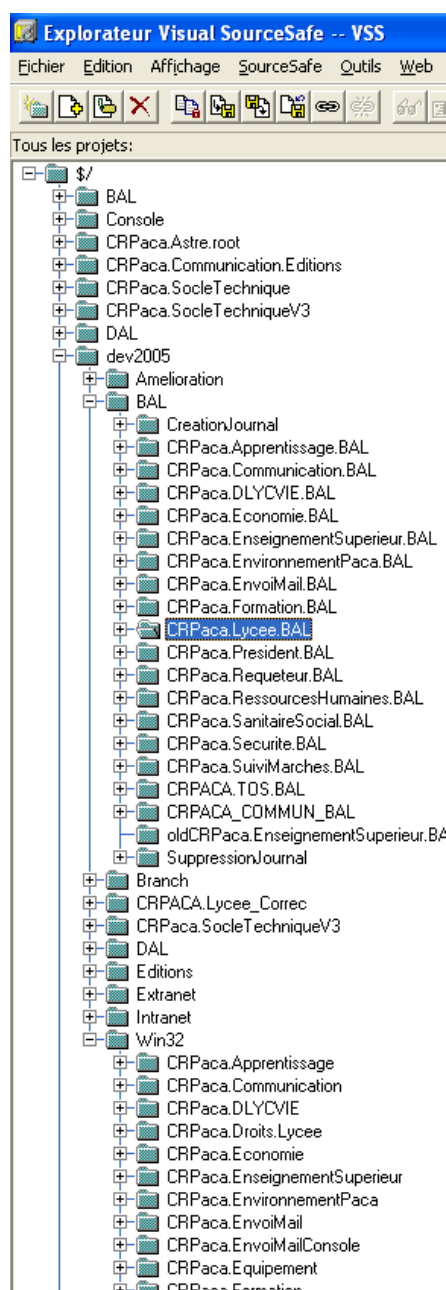 Explorateur Visual SourceSafe -- VSS
Fichier Edition Affichage SourceSafe Outils Web
Tous les projets:
$/
BAL
Console
CRPaca.Astre.root
CRPaca.Communication.Editions
CRPaca.SocleTechnique
CRPaca.SocleTechniqueV3
DAL
dev2005
Amelioration
BAL
CreationJournal
CRPaca.Apprentissage.BAL
CRPaca.Communication.BAL
CRPaca.DLYCVIE.BAL
CRPaca.Economie.BAL
CRPaca.EnseignementSuperieur.BAL
CRPaca.EnvironnementPaca.BAL
CRPaca.EnvoiMail.BAL
CRPaca.Formation.BAL
CRPaca.Lycee.BAL
CRPaca.President.BAL
CRPaca.Requeteur.BAL
CRPaca.RessourcesHumaines.BAL
CRPaca.SanitaireSocial.BAL
CRPaca.Securite.BAL
CRPaca.SuiviMarches.BAL
CRPACA.TOS.BAL
CRPACA_COMMUN_BAL
oldCRPaca.EnseignementSuperieur.BA
SuppressionJournal
Branch
CRPACA.Lycee_Correc
CRPaca.SocleTechniqueV3
DAL
Editions
Extranet
Intranet
Win32
CRPaca.Apprentissage
CRPaca.Communication
CRPaca.DLYCVIE
CRPaca.Droits.Lycee
CRPaca.Economie
CRPaca.EnseignementSuperieur
CRPaca.EnvironnementPaca
CRPaca.EnvoiMail
CRPaca.EnvoiMailConsole
CRPaca.Equipement
CRPaca.Formation